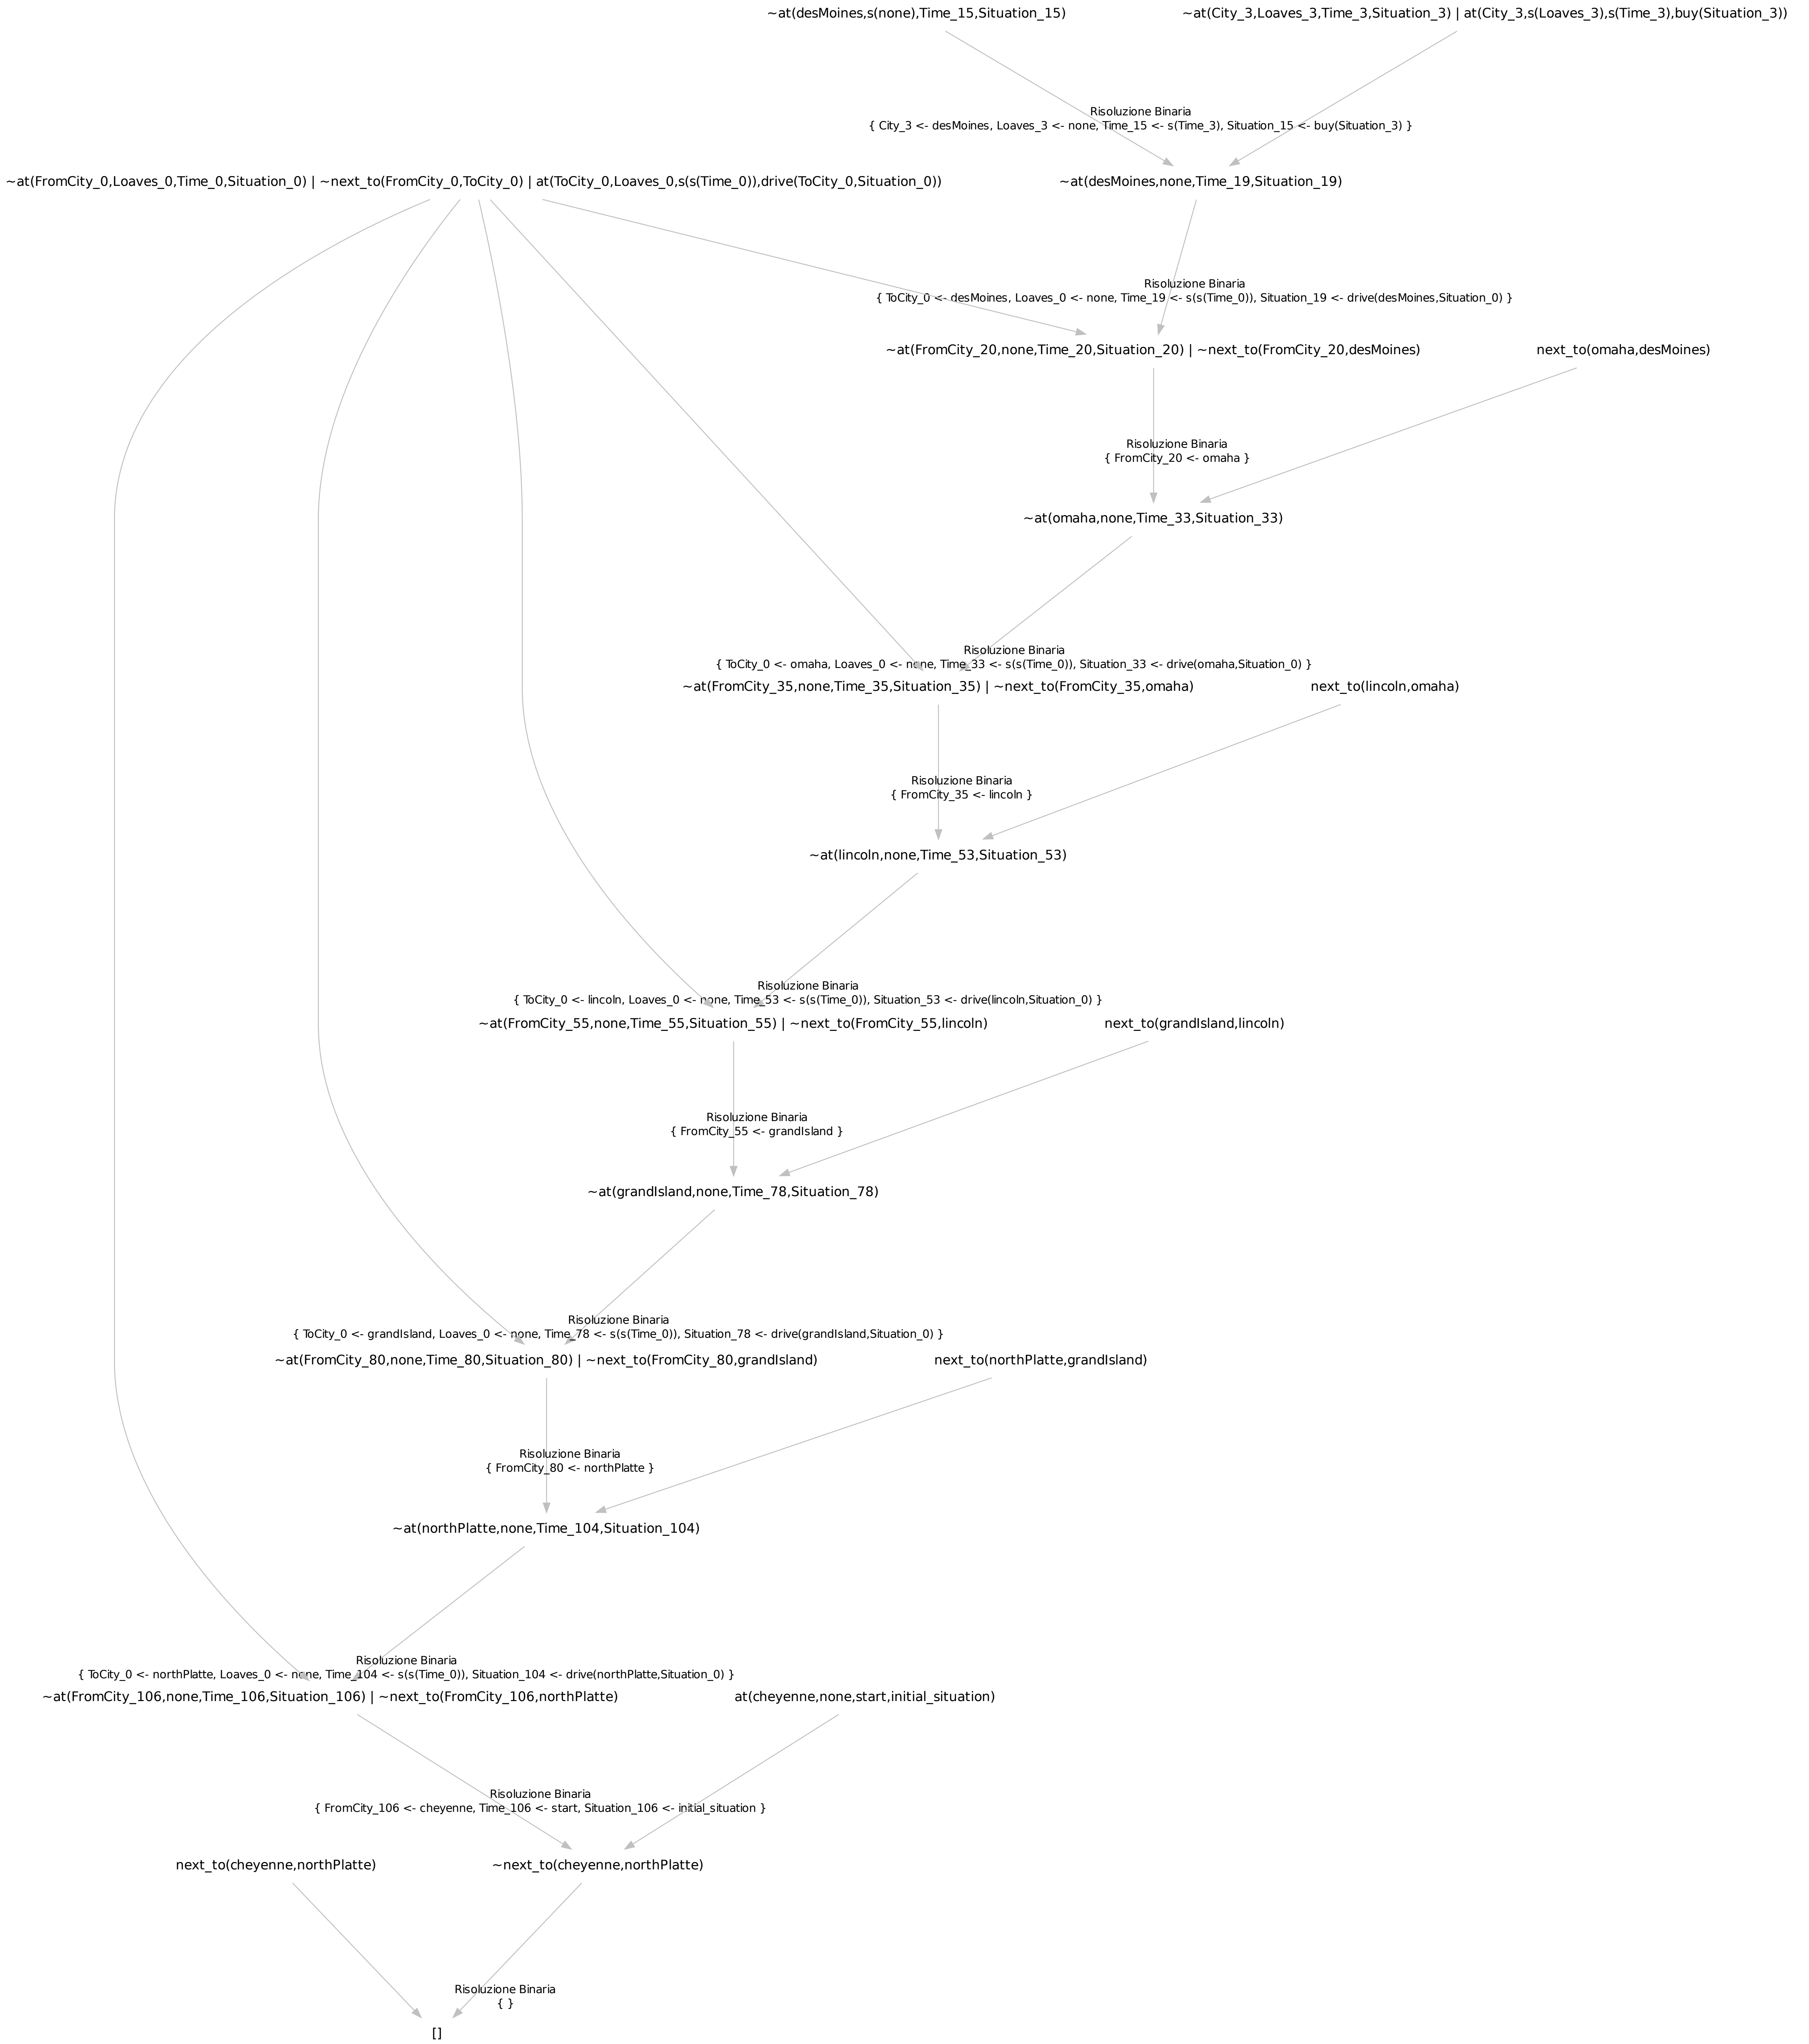 ~at(desMoines,s(none),Time_15,Situation_15)
~at(City_3,Loaves_3,Time_3,Situation_3) | at(City_3,s(Loaves_3),s(Time_3),buy(Situation_3))
Risoluzione Binaria
{ City_3 <- desMoines, Loaves_3 <- none, Time_15 <- s(Time_3), Situation_15 <- buy(Situation_3) }
~at(FromCity_0,Loaves_0,Time_0,Situation_0) | ~next_to(FromCity_0,ToCity_0) | at(ToCity_0,Loaves_0,s(s(Time_0)),drive(ToCity_0,Situation_0))
~at(desMoines,none,Time_19,Situation_19)
Risoluzione Binaria
{ ToCity_0 <- desMoines, Loaves_0 <- none, Time_19 <- s(s(Time_0)), Situation_19 <- drive(desMoines,Situation_0) }
~at(FromCity_20,none,Time_20,Situation_20) | ~next_to(FromCity_20,desMoines)
next_to(omaha,desMoines)
Risoluzione Binaria
{ FromCity_20 <- omaha }
~at(omaha,none,Time_33,Situation_33)
Risoluzione Binaria
{ ToCity_0 <- omaha, Loaves_0 <- none, Time_33 <- s(s(Time_0)), Situation_33 <- drive(omaha,Situation_0) }
~at(FromCity_35,none,Time_35,Situation_35) | ~next_to(FromCity_35,omaha)
next_to(lincoln,omaha)
Risoluzione Binaria
{ FromCity_35 <- lincoln }
~at(lincoln,none,Time_53,Situation_53)
Risoluzione Binaria
{ ToCity_0 <- lincoln, Loaves_0 <- none, Time_53 <- s(s(Time_0)), Situation_53 <- drive(lincoln,Situation_0) }
~at(FromCity_55,none,Time_55,Situation_55) | ~next_to(FromCity_55,lincoln)
next_to(grandIsland,lincoln)
Risoluzione Binaria
{ FromCity_55 <- grandIsland }
~at(grandIsland,none,Time_78,Situation_78)
Risoluzione Binaria
{ ToCity_0 <- grandIsland, Loaves_0 <- none, Time_78 <- s(s(Time_0)), Situation_78 <- drive(grandIsland,Situation_0) }
~at(FromCity_80,none,Time_80,Situation_80) | ~next_to(FromCity_80,grandIsland)
next_to(northPlatte,grandIsland)
Risoluzione Binaria
{ FromCity_80 <- northPlatte }
~at(northPlatte,none,Time_104,Situation_104)
Risoluzione Binaria
{ ToCity_0 <- northPlatte, Loaves_0 <- none, Time_104 <- s(s(Time_0)), Situation_104 <- drive(northPlatte,Situation_0) }
~at(FromCity_106,none,Time_106,Situation_106) | ~next_to(FromCity_106,northPlatte)
at(cheyenne,none,start,initial_situation)
Risoluzione Binaria
{ FromCity_106 <- cheyenne, Time_106 <- start, Situation_106 <- initial_situation }
next_to(cheyenne,northPlatte)
~next_to(cheyenne,northPlatte)
Risoluzione Binaria
{ }
[]